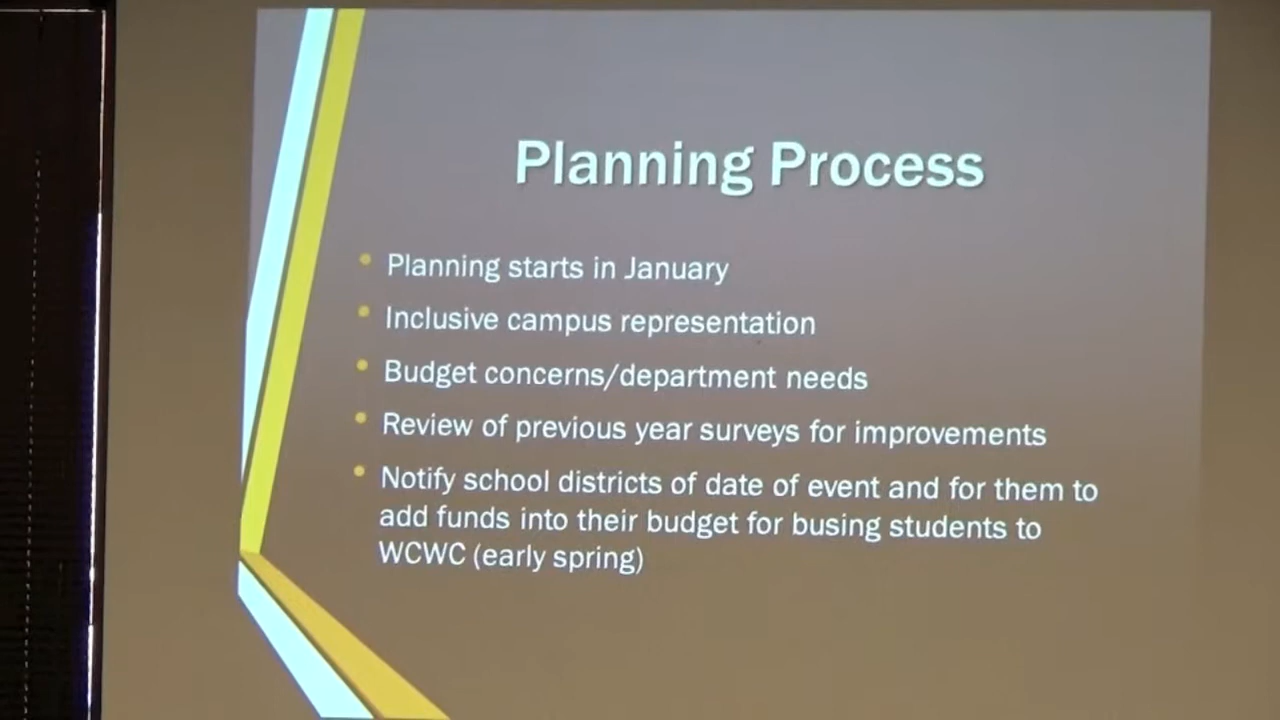 Planning Process
• Planning starts in January
• Inclusive campus representation
• Budget concerns/department needs
• Review of previous year surveys for improvements
• Notify school districts of date of event and for them to
add funds into their budget for busing students to
WCWC (early spring)